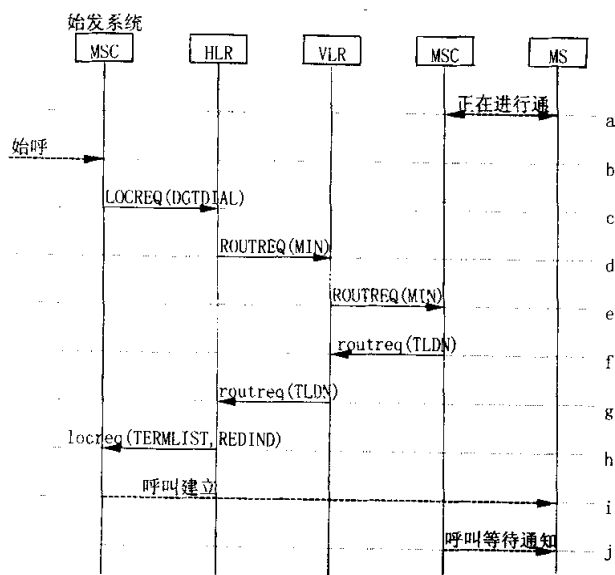 始发系统
MSC HLR VLR MSC MS
正在进行通 a
始呼 b
LOCREQ(DGTDIAL) c
ROUTREQ(MIN) d
ROUTREQ(MIN) e
routreq(TLDN) f
routreq(TLDN) g
locreq(TERMLIST,REDIND) h
呼叫建立 i
呼叫等待通知 j